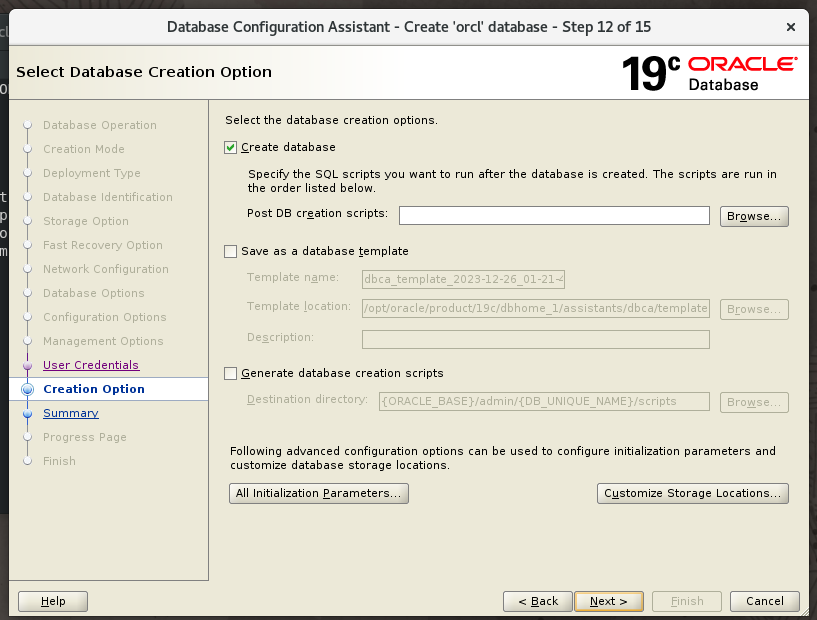 Database Configuration Assistant - Create 'orcl' database - Step 12 of 15
Select Database Creation Option
19c ORACLE
Database
Database Operation
Creation Mode
Deployment Type
Database Identification
Storage Option
Fast Recovery Option
Network Configuration
Database Options
Configuration Options
Management Options
User Credentials
Creation Option
Summary
Progress Page
Finish
Select the database creation options.
Create database
Specify the SQL scripts you want to run after the database is created. The scripts are run in
the order listed below.
Post DB creation scripts:
Browse...
Save as a database template
Template name: dbca_template_2023-12-26_01-21-
Template location: /opt/oracle/product/19c/dbhome_1/assistants/dbca/template Browse...
Description:
Generate database creation scripts
Destination directory: {ORACLE_BASE}/admin/{DB_UNIQUE_NAME}/scripts Browse...
Following advanced configuration options can be used to configure initialization parameters and
customize database storage locations.
All Initialization Parameters... Customize Storage Locations...
Help < Back Next > Finish Cancel